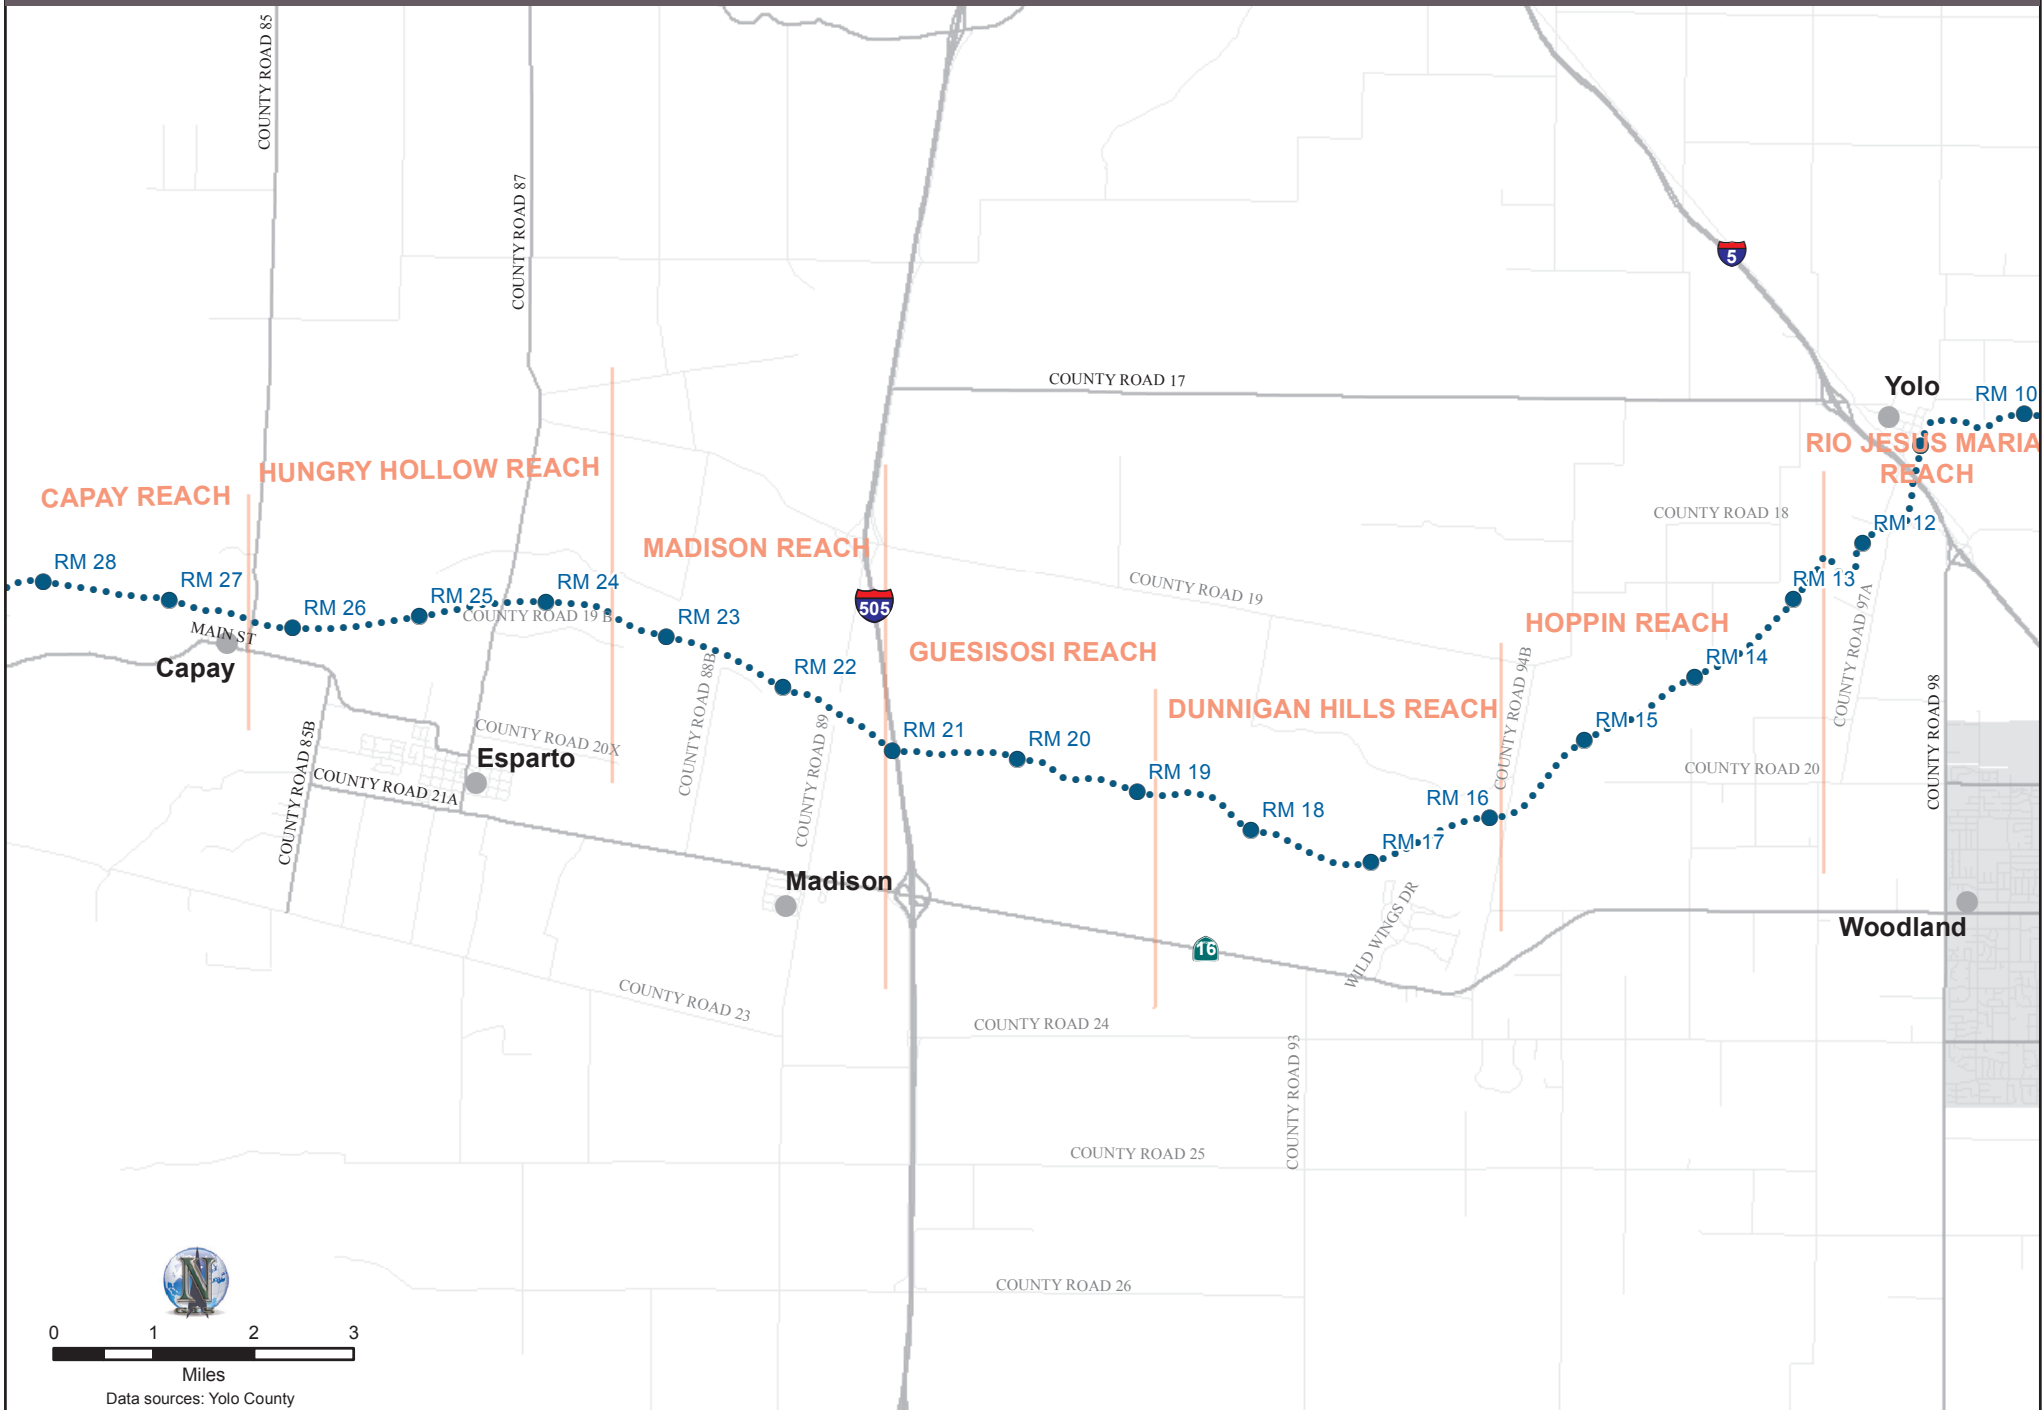 COUNTY ROAD 85
COUNTY ROAD 87
5
COUNTY ROAD 17
Yolo
RM 10
RIO JESUS MARIA
REACH
HUNGRY HOLLOW REACH
CAPAY REACH
COUNTY ROAD 18
RM 12
MADISON REACH
RM 28
RM 27
RM 26
RM 25
RM 24
COUNTY ROAD 19 B
RM 23
505
COUNTY ROAD 19
RM 13
COUNTY ROAD 97A
MAIN ST
Capay
HOPPIN REACH
GUESISOSI REACH
RM 22
COUNTY ROAD 88B
COUNTY ROAD 94B
RM 14
DUNNIGAN HILLS REACH
RM 15
COUNTY ROAD 98
COUNTY ROAD 85B
COUNTY ROAD 20X
Esparto
COUNTY ROAD 89
RM 21
RM 20
RM 19
COUNTY ROAD 20
COUNTY ROAD 21A
RM 18
RM 16
RM 17
Madison
WILD WINGS DR
Woodland
16
COUNTY ROAD 23
COUNTY ROAD 24
COUNTY ROAD 93
COUNTY ROAD 25
COUNTY ROAD 26
N
0 1 2 3
Miles
Data sources: Yolo County